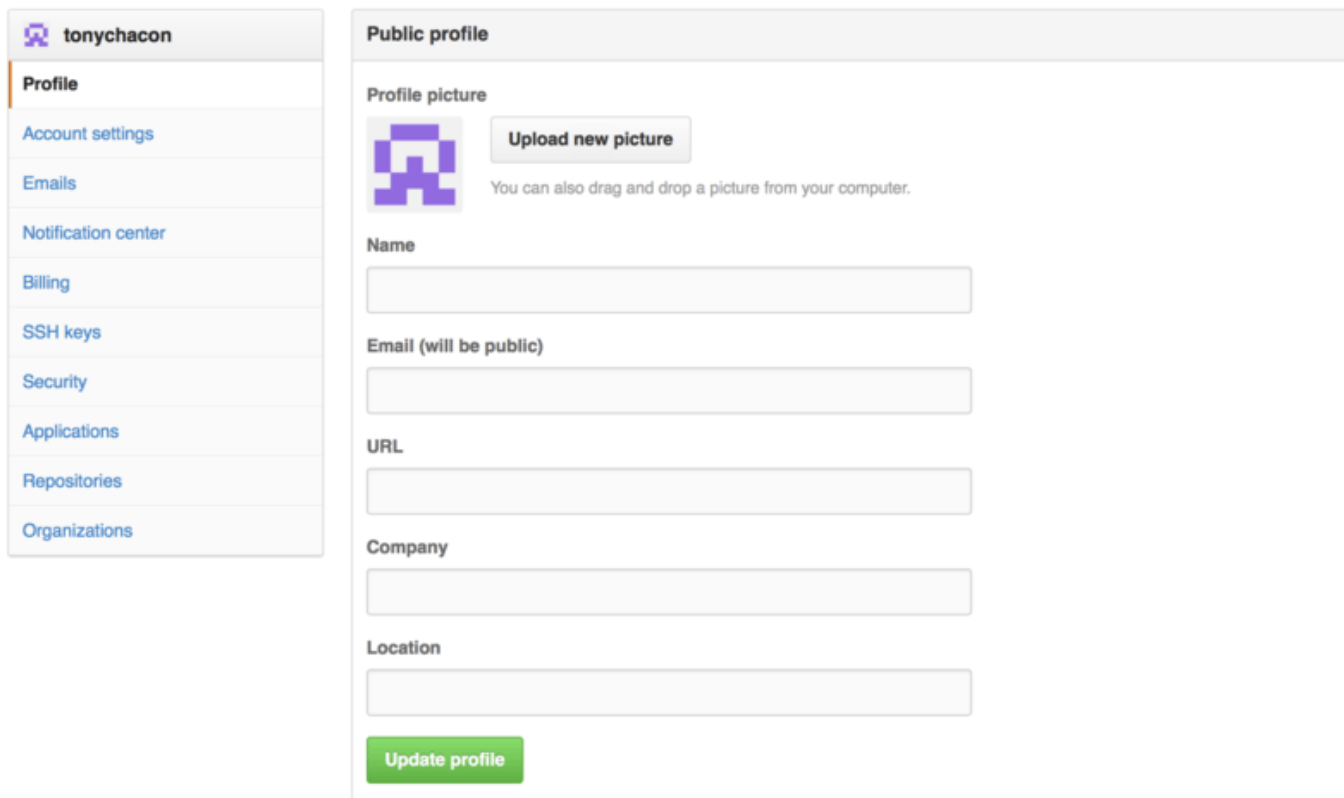 tonychacon
Profile
Account settings
Emails
Notification center
Billing
SSH keys
Security
Applications
Repositories
Organizations
Public profile
Profile picture
Upload new picture
You can also drag and drop a picture from your computer.
Name
Email (will be public)
URL
Company
Location
Update profile